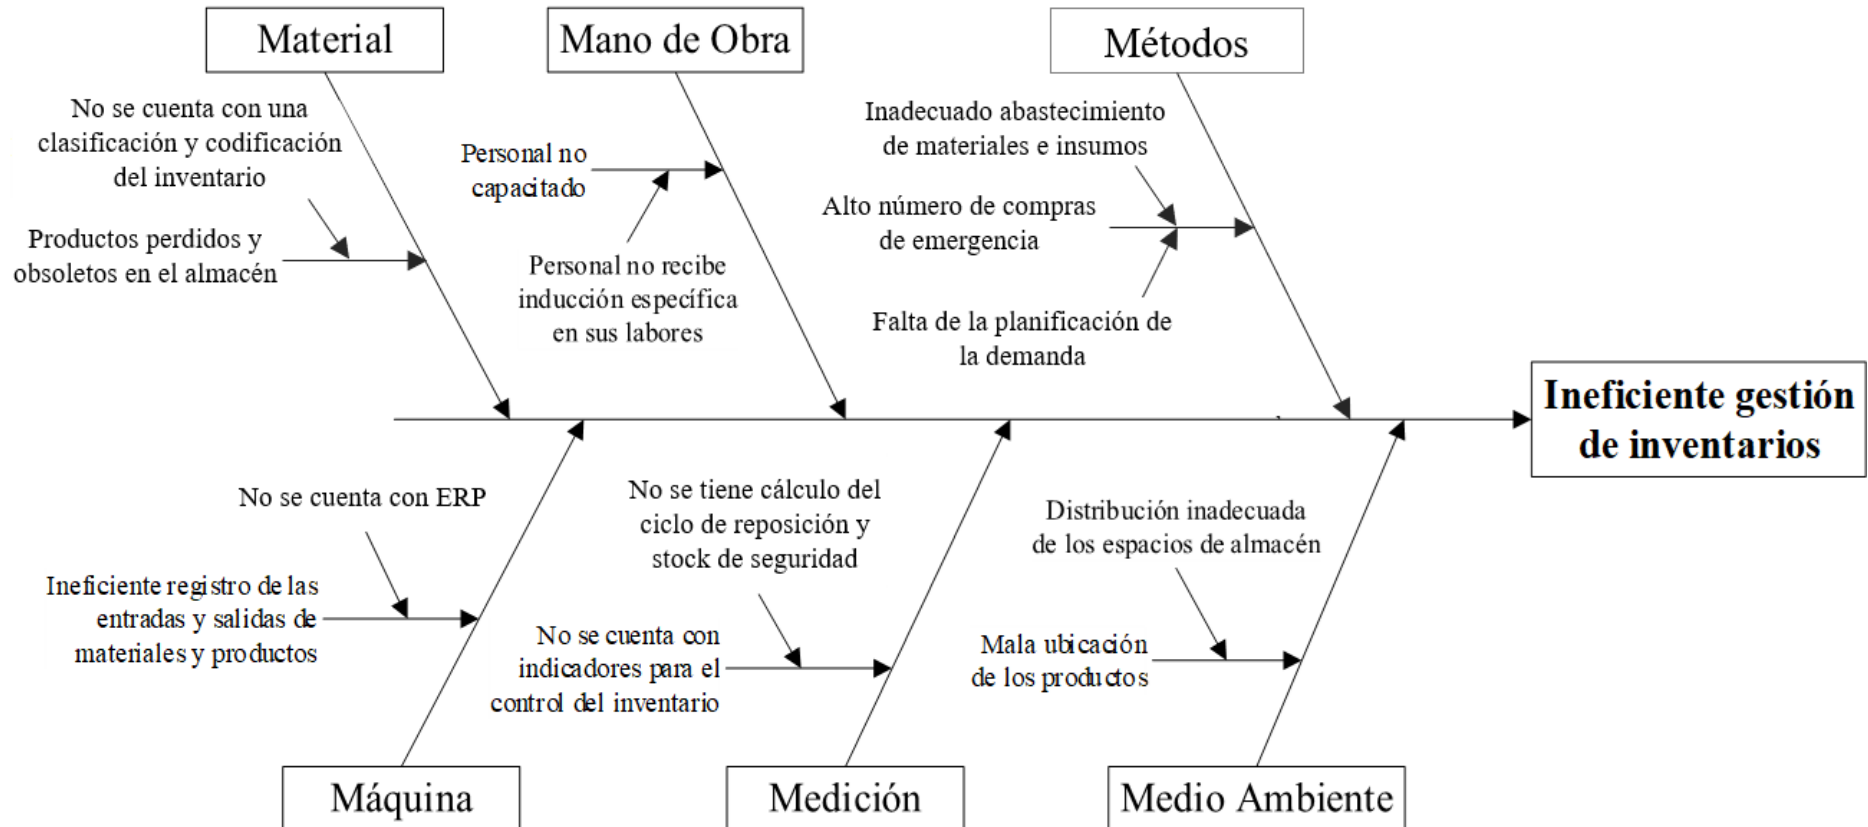 Material
Mano de Obra
Métodos
No se cuenta con una
clasificación y codificación
del inventario
Productos perdidos y
obsoletos en el almacén
Personal no
capacitado
Personal no recibe
inducción específica
en sus labores
Inadecuado abastecimiento
de materiales e insumos
Alto número de compras
de emergencia
Falta de la planificación de
la demanda
Ineficiente gestión
de inventarios
No se cuenta con ERP
Ineficiente registro de las
entradas y salidas de
materiales y productos
No se tiene cálculo del
ciclo de reposición y
stock de seguridad
No se cuenta con
indicadores para el
control del inventario
Distribución inadecuada
de los espacios de almacén
Mala ubicación
de los productos
Máquina
Medición
Medio Ambiente